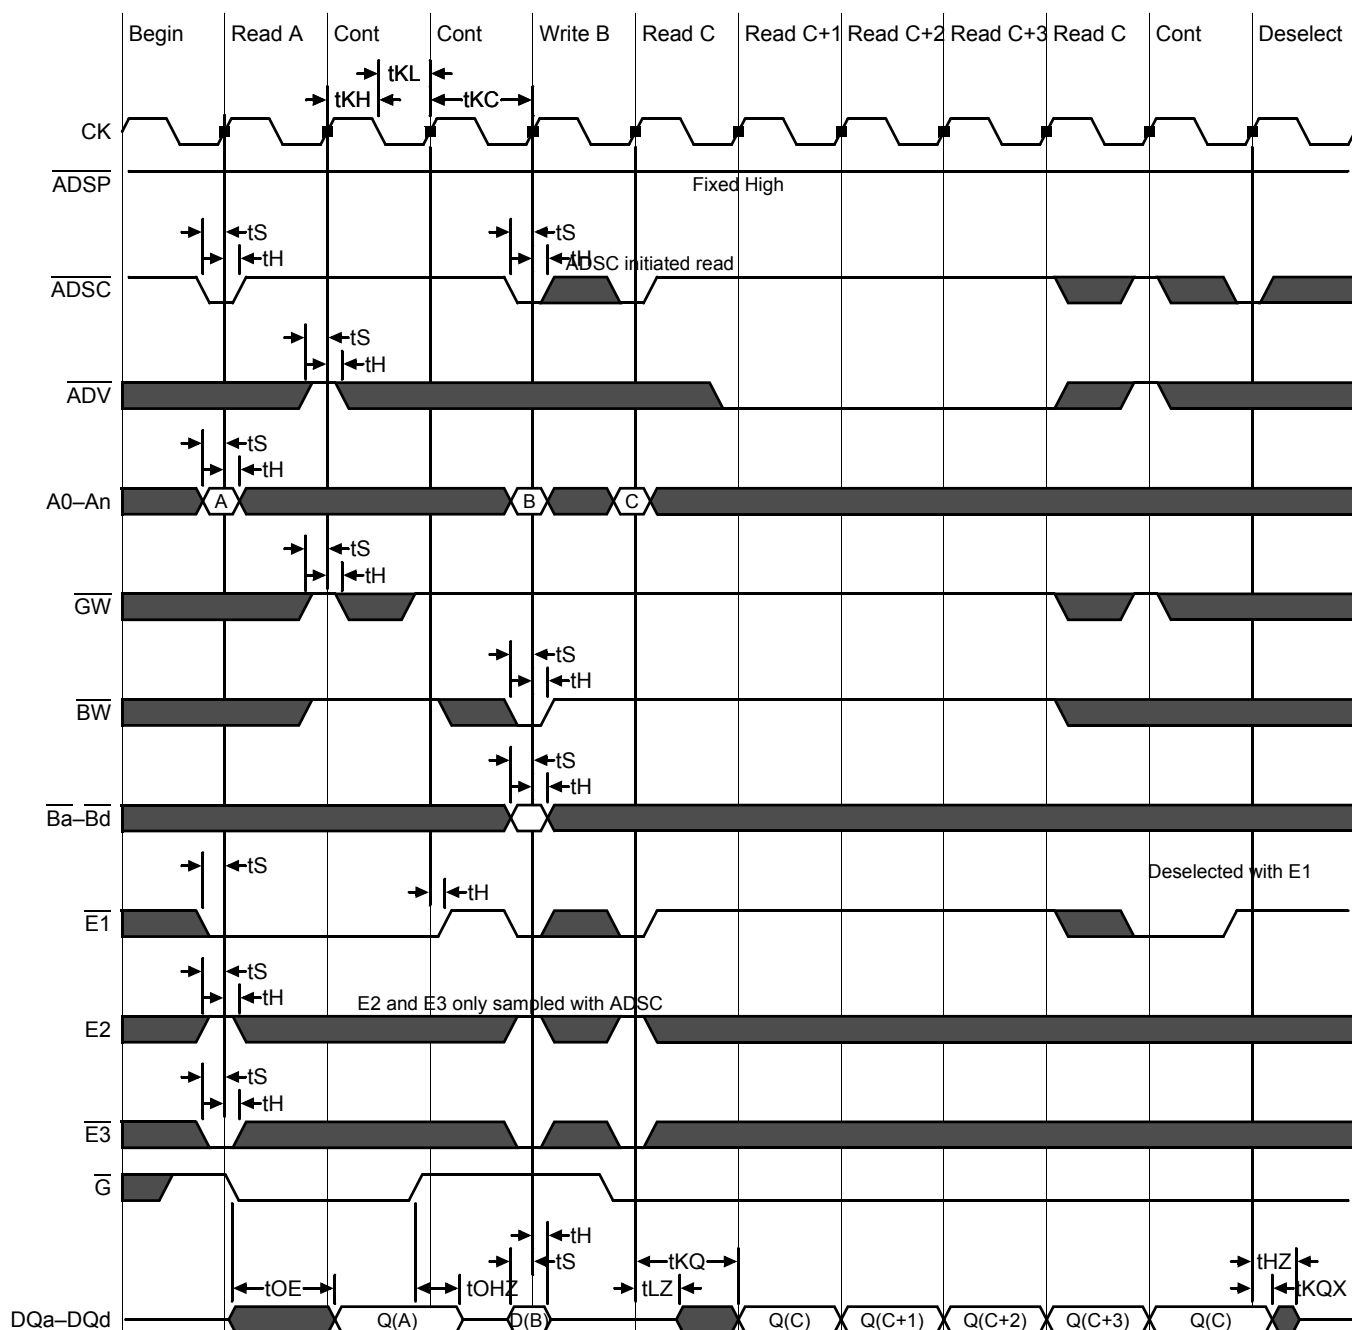 Begin Read A Cont Cont Write B Read C Read C+1 Read C+2 Read C+3 Read C Cont Deselect
tKL
tKH tKC
CK
ADSP Fixed High
tS tS
tH tH
ADSC initiated read
ADSC
tS
tH
ADV
tS
tH
A0–An A B C
tS
tH
GW
tS
tH
BW
tS
tH
Ba–Bd
tS Deselected with E1
tH
E1
tS
tH E2 and E3 only sampled with ADSC
E2
tS
tH
E3
G
tH
tS tKQ tHZ
tOE tOHZ tLZ tKQX
DQa–DQd Q(A) D(B) Q(C) Q(C+1) Q(C+2) Q(C+3) Q(C)